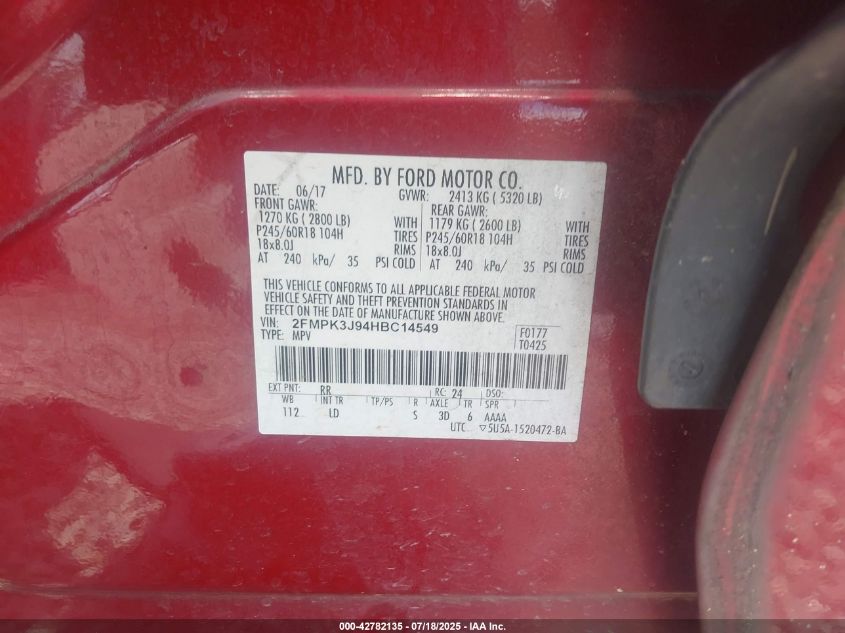 MFD. BY FORD MOTOR CO.
DATE: 06/17 GVWR: 2413 KG ( 5320 LB)
FRONT GAWR: REAR GAWR:
1270 KG ( 2800 LB) WITH 1179 KG ( 2600 LB) WITH
P245/60R18 104H TIRES P245/60R18 104H TIRES
18x8.0J RIMS 18x8.0J RIMS
AT 240 kPa/ 35 PSI COLD AT 240 kPa/ 35 PSI COLD
THIS VEHICLE CONFORMS TO ALL APPLICABLE FEDERAL MOTOR
VEHICLE SAFETY AND THEFT PREVENTION STANDARDS IN
EFFECT ON THE DATE OF MANUFACTURE SHOWN ABOVE.
VIN: 2FMPK3J94HBC14549 F0177
TYPE: MPV T0425
EXT PNT: RR RC: 24 DSO:
WB INT TR TP/PS R AXLE TR SPR
112 LD S 3D 6 AAAA
UTC ▽5U5A-1520472-BA
000-42782135 - 07/18/2025 - IAA Inc.